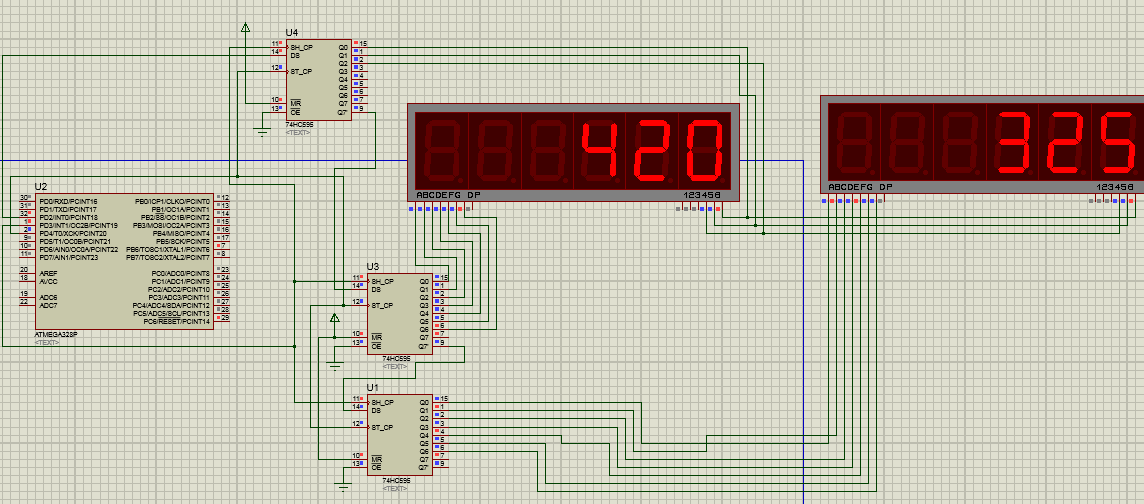 U4
11 SH_CP Q0 15
14 DS Q1 1
Q2 2
12 ST_CP Q3 3
Q4 4
Q5 5
Q6 6
10 MR Q7 7
13 OE Q7' 9
74HC595
<TEXT>
420
ABCDEFG DP
123456
325
ABCDEFG DP
123456
U2
30 PD0/RXD/PCINT16 PB0/ICP1/CLKO/PCINT0 12
31 PD1/TXD/PCINT17 PB1/OC1A/PCINT1 13
32 PD2/INT0/PCINT18 PB2/SS/OC1B/PCINT2 14
1 PD3/INT1/OC2B/PCINT19 PB3/MOSI/OC2A/PCINT3 15
2 PD4/T0/XCK/PCINT20 PB4/MISO/PCINT4 16
9 PD5/T1/OC0B/PCINT21 PB5/SCK/PCINT5 17
10 PD6/AIN0/OC0A/PCINT22 PB6/TOSC1/XTAL1/PCINT6 7
11 PD7/AIN1/PCINT23 PB7/TOSC2/XTAL2/PCINT7 8
20 AREF PC0/ADC0/PCINT8 23
18 AVCC PC1/ADC1/PCINT9 24
PC2/ADC2/PCINT10 25
19 ADC6 PC3/ADC3/PCINT11 26
22 ADC7 PC4/ADC4/SDA/PCINT12 27
PC5/ADC5/SCL/PCINT13 28
PC6/RESET/PCINT14 29
ATMEGA328P
<TEXT>
U3
11 SH_CP Q0 15
14 DS Q1 1
Q2 2
12 ST_CP Q3 3
Q4 4
Q5 5
Q6 6
10 MR Q7 7
13 OE Q7' 9
74HC595
<TEXT>
U1
11 SH_CP Q0 15
14 DS Q1 1
Q2 2
12 ST_CP Q3 3
Q4 4
Q5 5
Q6 6
10 MR Q7 7
13 OE Q7' 9
74HC595
<TEXT>